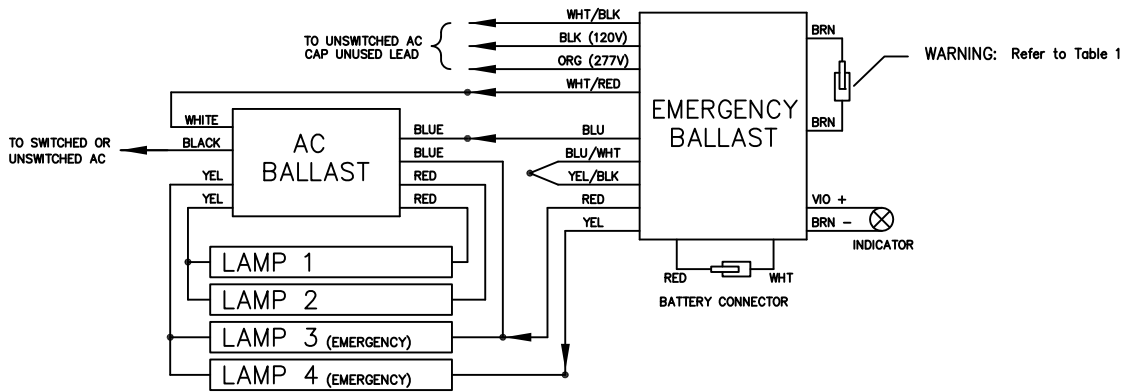 WHT/BLK
TO UNSWITCHED AC
CAP UNUSED LEAD
BLK (120V)
ORG (277V)
WHT/RED
BRN
WARNING: Refer to Table 1
EMERGENCY
BALLAST
BRN
WHITE
TO SWITCHED OR
UNSWITCHED AC
BLACK
AC
BALLAST
BLUE
BLU
BLUE
BLU/WHT
YEL
RED
YEL/BLK
YEL
RED
RED
YEL
VIO +
BRN -
INDICATOR
LAMP 1
LAMP 2
LAMP 3 (EMERGENCY)
LAMP 4 (EMERGENCY)
RED
WHT
BATTERY CONNECTOR